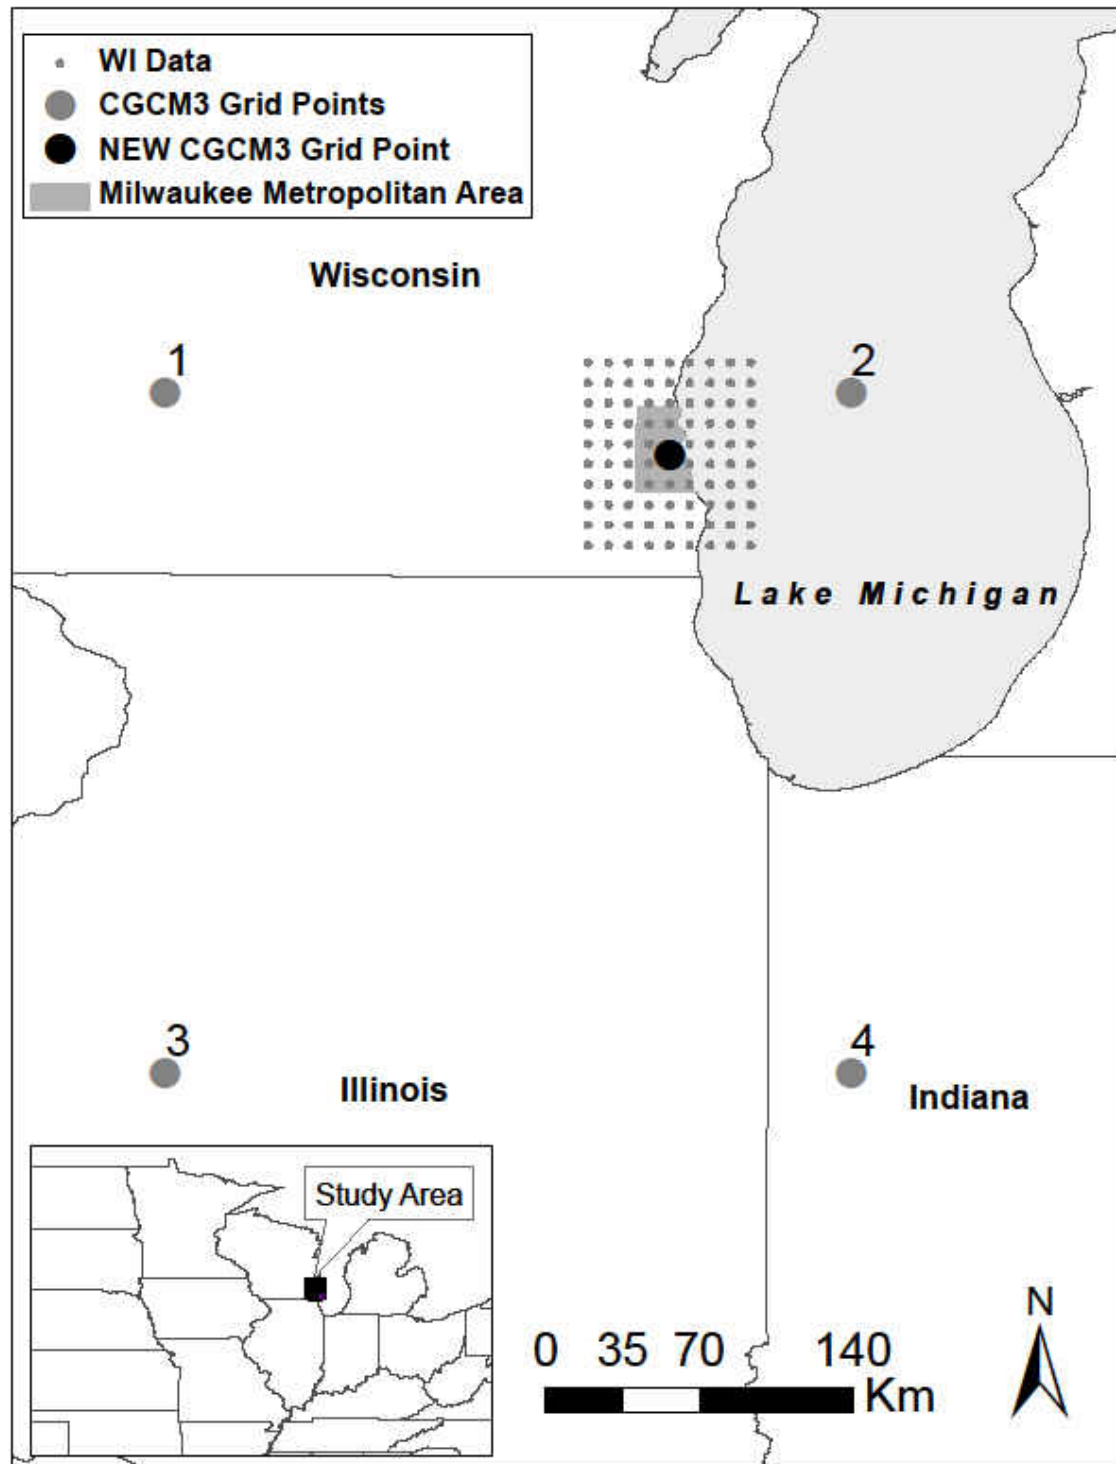 WI Data
CGCM3 Grid Points
NEW CGCM3 Grid Point
Milwaukee Metropolitan Area
Wisconsin
1
2
Lake Michigan
3
4
Illinois
Indiana
Study Area
N
0 35 70 140
Km